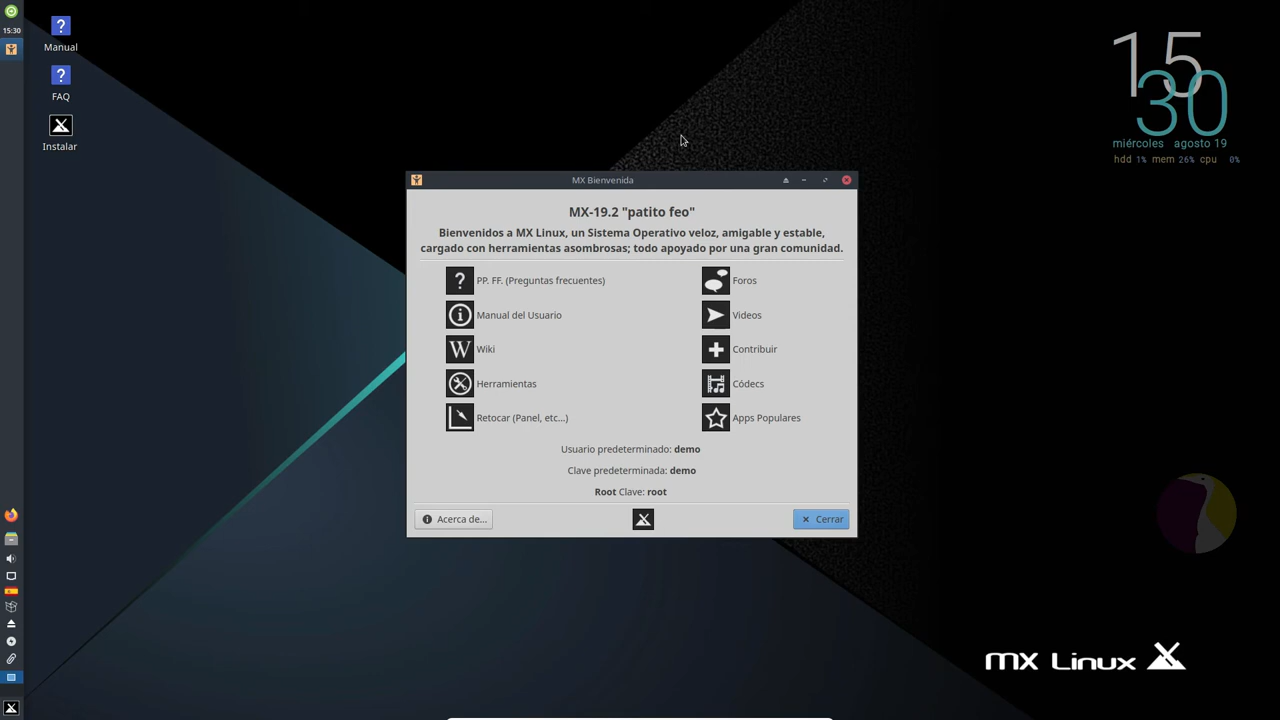 15:30
Manual
FAQ
Instalar
15
30
miércoles agosto 19
hdd 1% mem 26% cpu 0%
MX Bienvenida
MX-19.2 "patito feo"
Bienvenidos a MX Linux, un Sistema Operativo veloz, amigable y estable,
cargado con herramientas asombrosas; todo apoyado por una gran comunidad.
PP. FF. (Preguntas frecuentes)
Foros
Manual del Usuario
Videos
Wiki
Contribuir
Herramientas
Códecs
Retocar (Panel, etc...)
Apps Populares
Usuario predeterminado: demo
Clave predeterminada: demo
Root Clave: root
Acerca de...
Cerrar
MX Linux